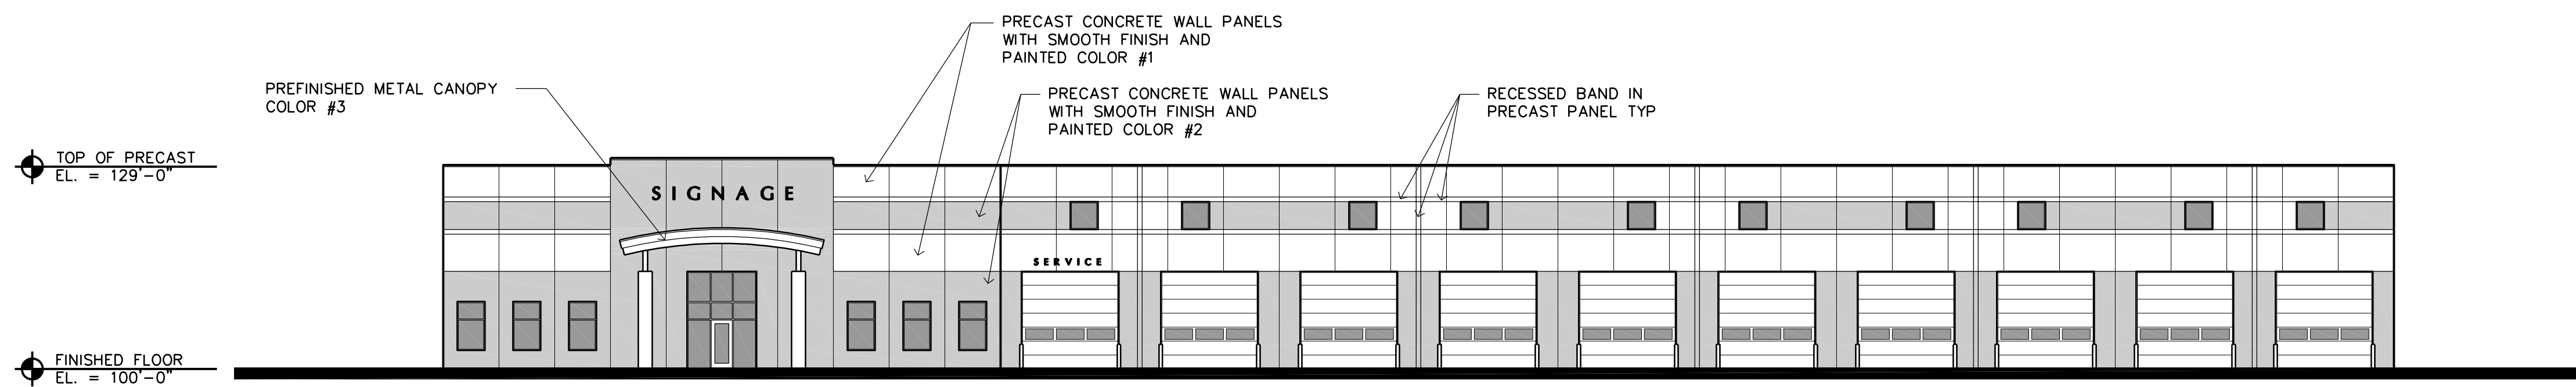 PRECAST CONCRETE WALL PANELS
WITH SMOOTH FINISH AND
PAINTED COLOR #1
PREFINISHED METAL CANOPY
COLOR #3
PRECAST CONCRETE WALL PANELS
WITH SMOOTH FINISH AND
PAINTED COLOR #2
RECESSED BAND IN
PRECAST PANEL TYP
TOP OF PRECAST
EL. = 129'-0"
SIGNAGE
SERVICE
FINISHED FLOOR
EL. = 100'-0"